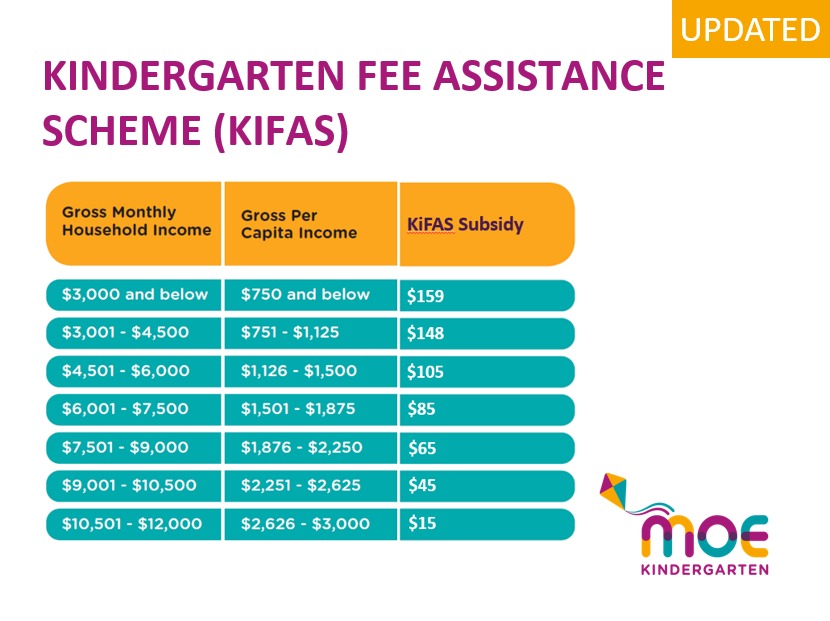 UPDATED
KINDERGARTEN FEE ASSISTANCE
SCHEME (KIFAS)
Gross Monthly
Household Income
Gross Per
Capita Income
KiFAS Subsidy
$3,000 and below $750 and below $159
$3,001 - $4,500 $751 - $1,125 $148
$4,501 - $6,000 $1,126 - $1,500 $105
$6,001 - $7,500 $1,501 - $1,875 $85
$7,501 - $9,000 $1,876 - $2,250 $65
$9,001 - $10,500 $2,251 - $2,625 $45
$10,501 - $12,000 $2,626 - $3,000 $15
moe
KINDERGARTEN